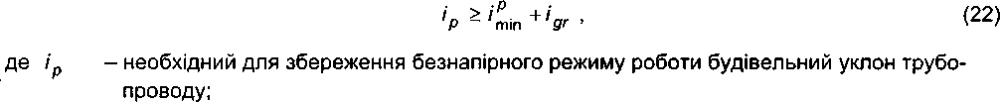 i_p ≥ i^p_min + i_gr , (22)
де i_p – необхідний для збереження безнапірного режиму роботи будівельний уклон трубо-
проводу;